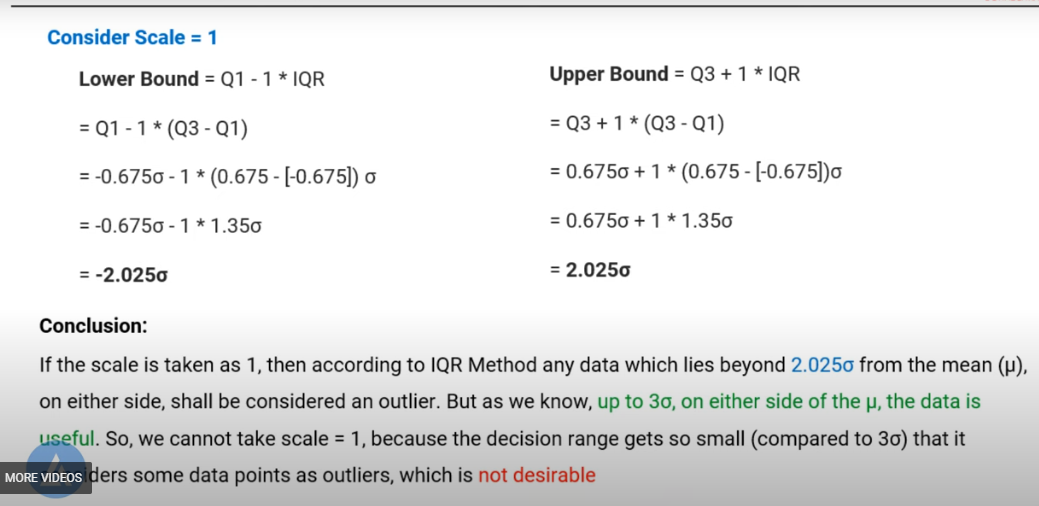 Consider Scale = 1
Lower Bound = Q1 - 1 * IQR
= Q1 - 1 * (Q3 - Q1)
= -0.675σ - 1 * (0.675 - [-0.675]) σ
= -0.675σ - 1 * 1.35σ
= -2.025σ
Upper Bound = Q3 + 1 * IQR
= Q3 + 1 * (Q3 - Q1)
= 0.675σ + 1 * (0.675 - [-0.675])σ
= 0.675σ + 1 * 1.35σ
= 2.025σ
Conclusion:
If the scale is taken as 1, then according to IQR Method any data which lies beyond 2.025σ from the mean (μ),
on either side, shall be considered an outlier. But as we know, up to 3σ, on either side of the μ, the data is
useful. So, we cannot take scale = 1, because the decision range gets so small (compared to 3σ) that it
MORE VIDEOS
ders some data points as outliers, which is not desirable